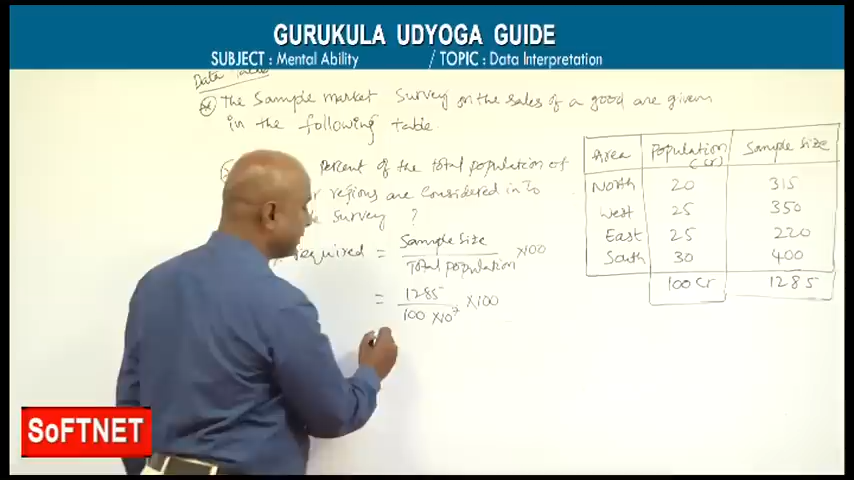 GURUKULA UDYOGA GUIDE
SUBJECT : Mental Ability / TOPIC : Data Interpretation
Data Table
The Sample market Survey on the sales of a good are given
in the following table.
Percent of the total population of
regions are considered in to
Survey ?
required = Sample Size / Total population ×100
= 1285 / 100 ×10⁷ ×100
Area Population (Cr) Sample Size
North 20 315
West 25 350
East 25 220
South 30 400
100 Cr 1285
SoFTNET